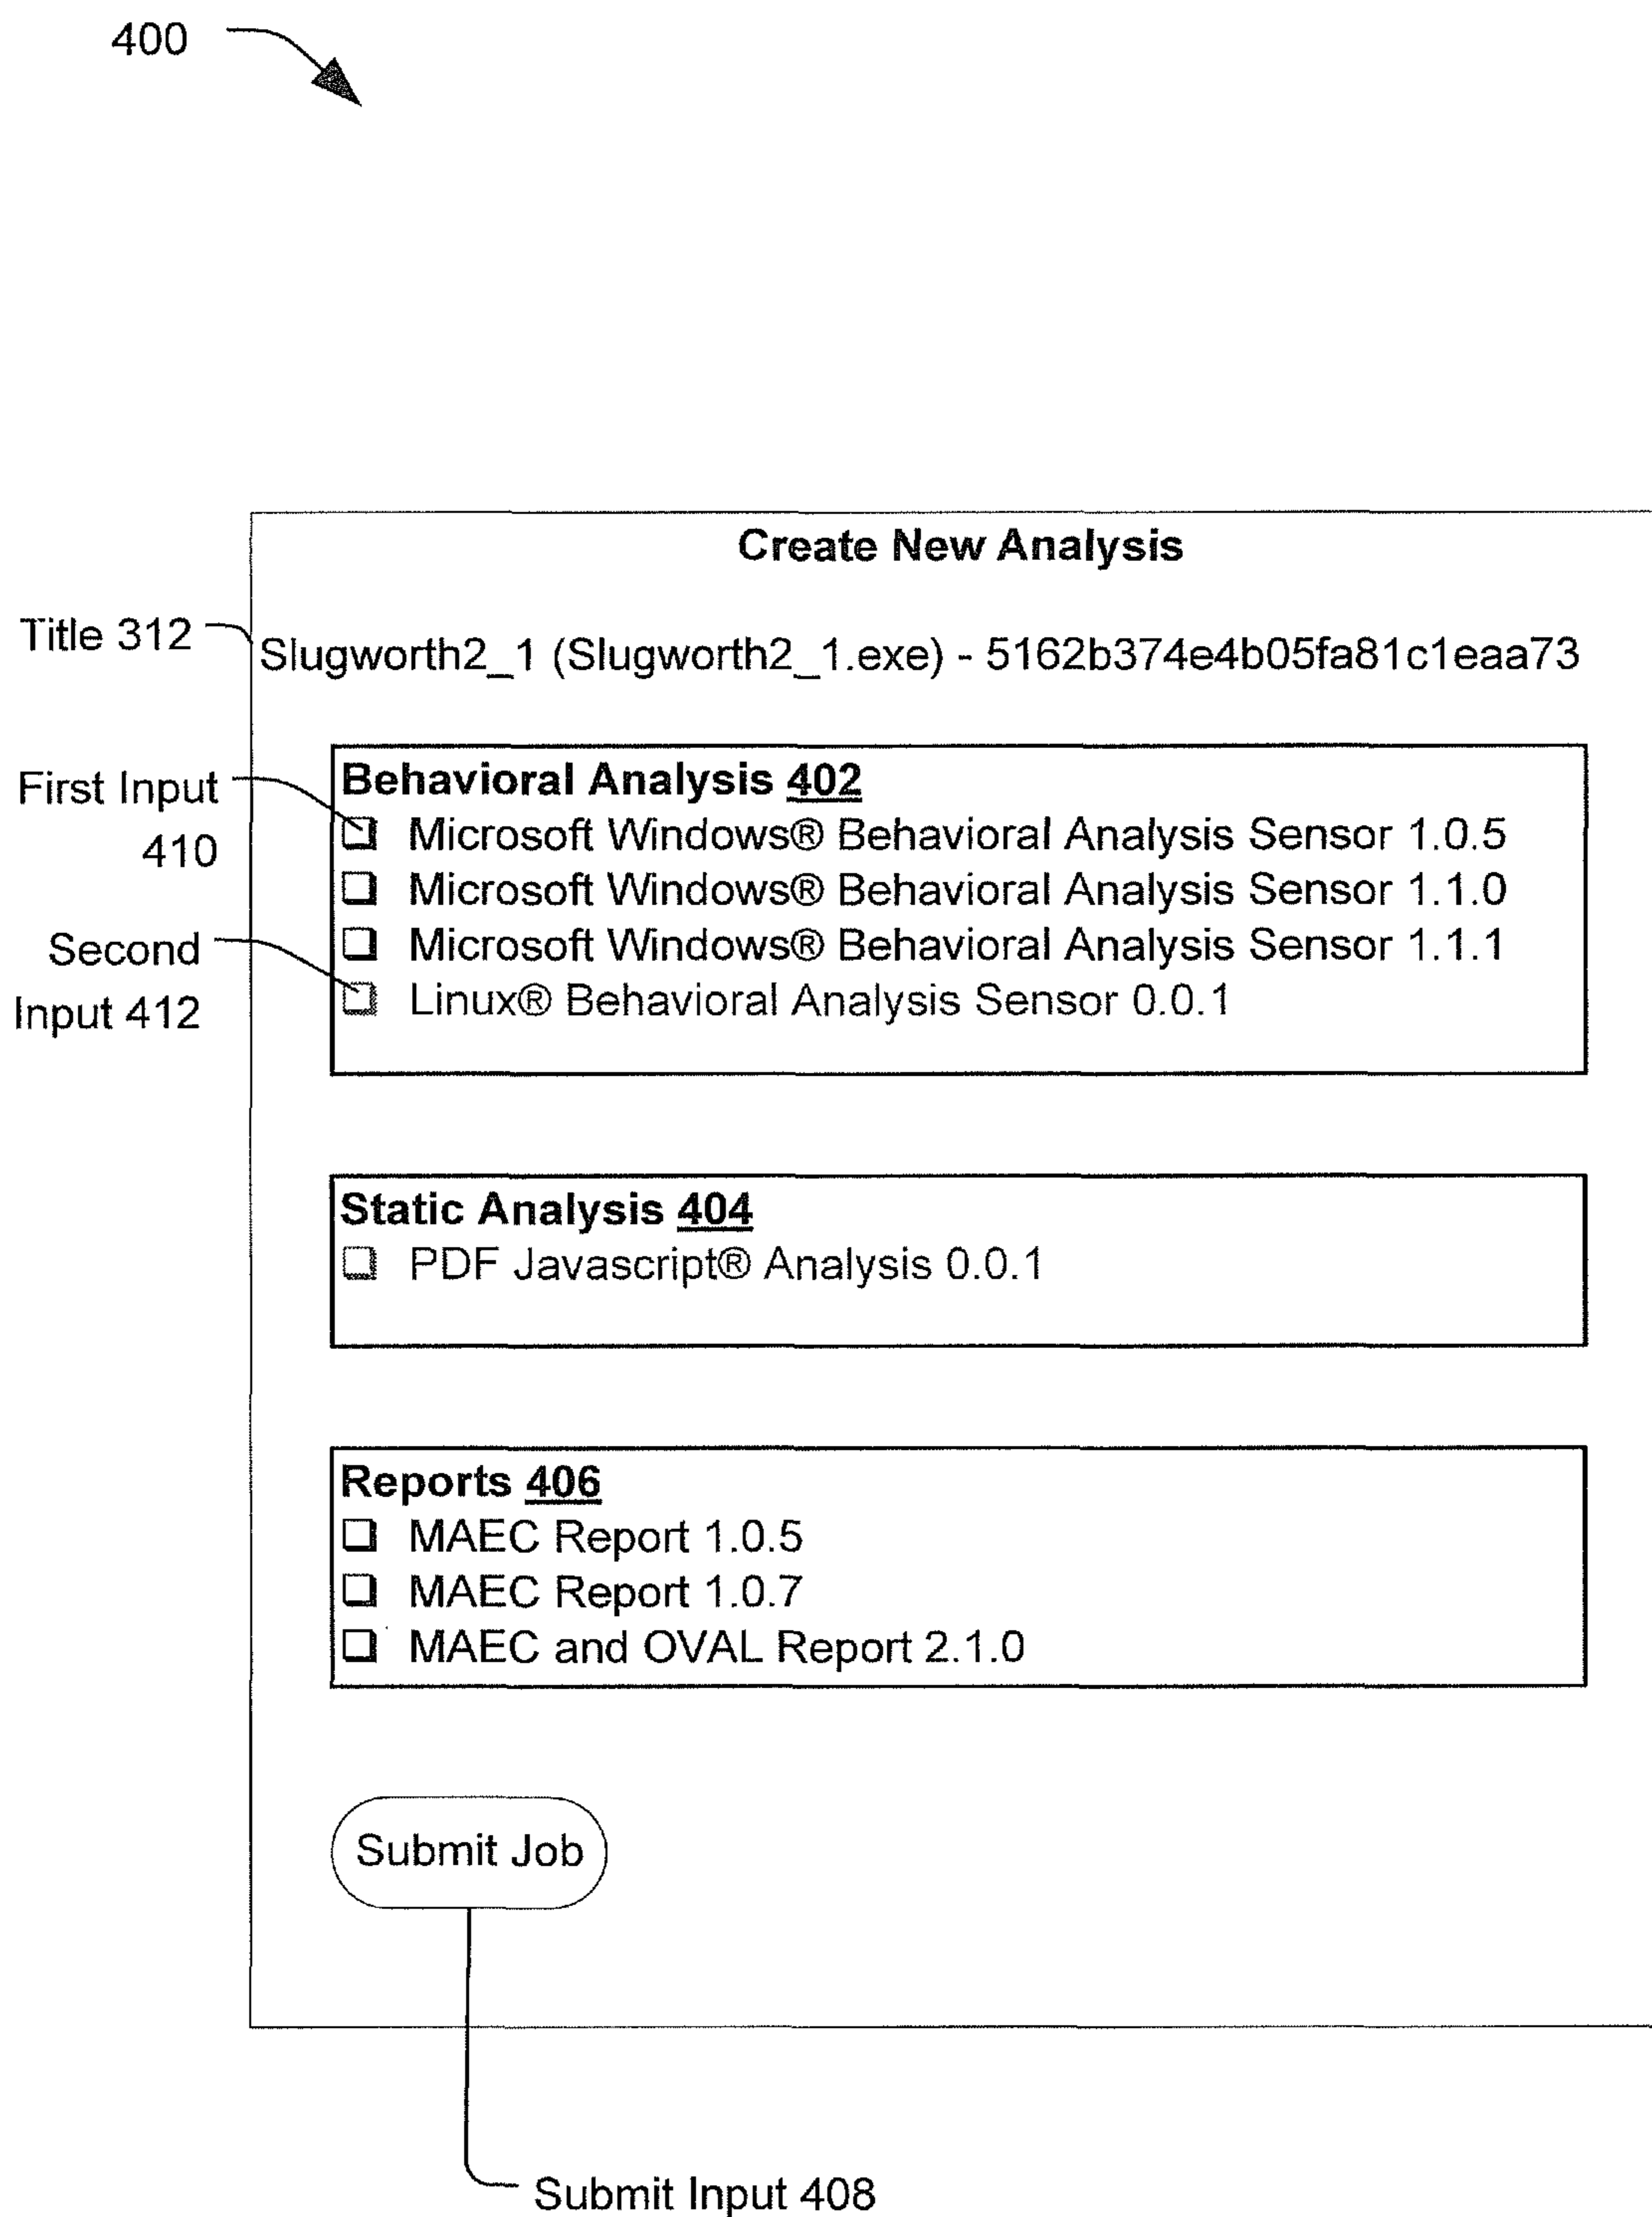 400
Create New Analysis
Title 312
Slugworth2_1 (Slugworth2_1.exe) - 5162b374e4b05fa81c1eaa73
First Input
410
Behavioral Analysis 402
Microsoft Windows® Behavioral Analysis Sensor 1.0.5
Microsoft Windows® Behavioral Analysis Sensor 1.1.0
Microsoft Windows® Behavioral Analysis Sensor 1.1.1
Second
Input 412
Linux® Behavioral Analysis Sensor 0.0.1
Static Analysis 404
PDF Javascript® Analysis 0.0.1
Reports 406
MAEC Report 1.0.5
MAEC Report 1.0.7
MAEC and OVAL Report 2.1.0
Submit Job
Submit Input 408